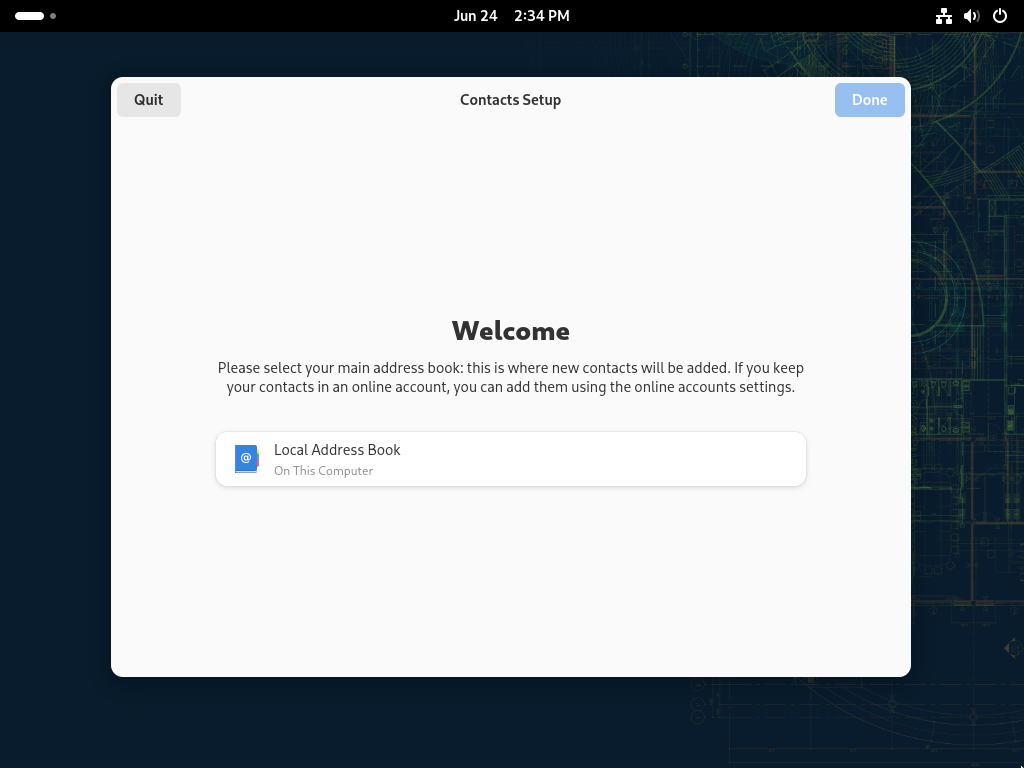 Jun 24 2:34 PM
Quit
Contacts Setup
Done
Welcome
Please select your main address book: this is where new contacts will be added. If you keep
your contacts in an online account, you can add them using the online accounts settings.
@
Local Address Book
On This Computer